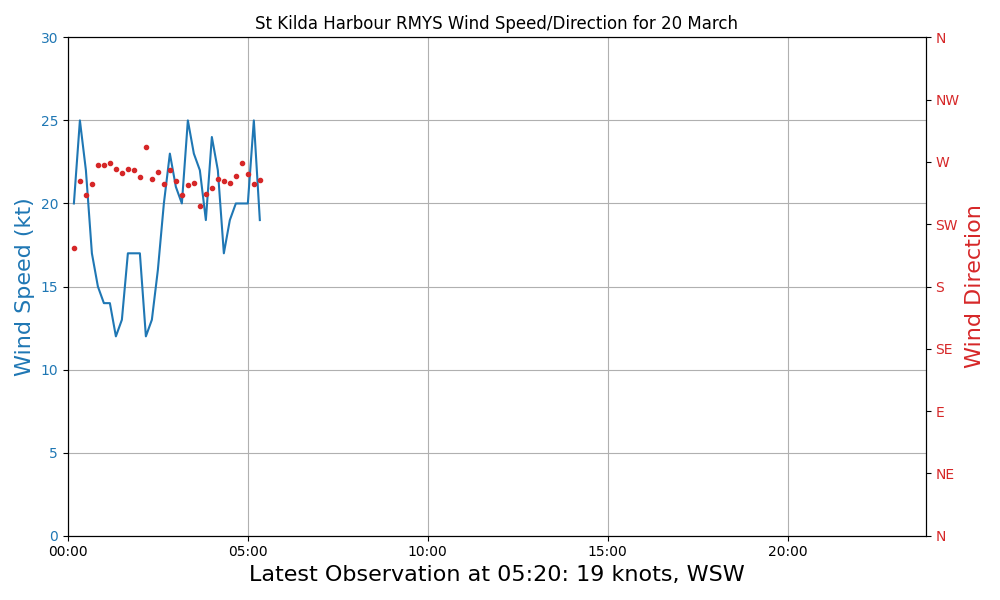 St Kilda Harbour RMYS Wind Speed/Direction for 20 March
30
25
20
15
10
5
0
Wind Speed (kt)
N
NW
W
SW
S
SE
E
NE
N
Wind Direction
00:00
05:00
10:00
15:00
20:00
Latest Observation at 05:20: 19 knots, WSW